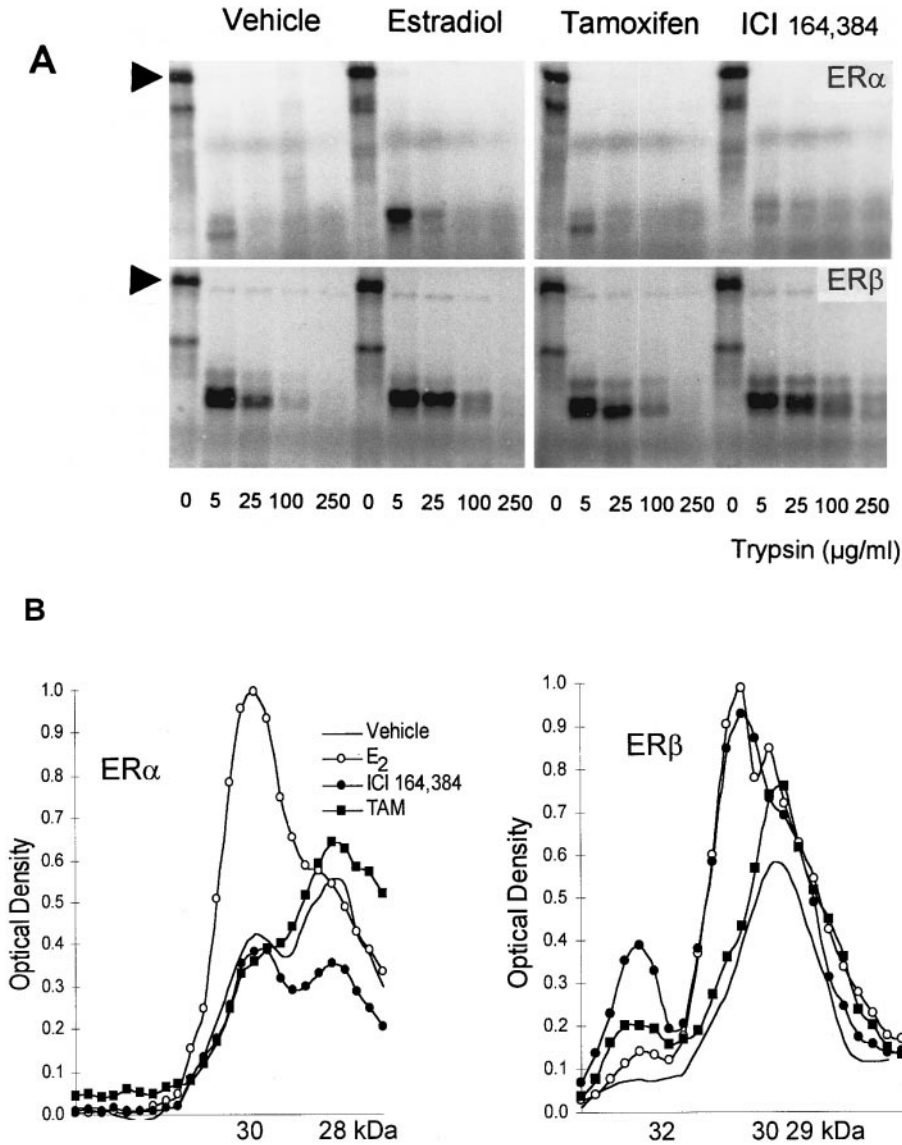 Vehicle Estradiol Tamoxifen ICI 164,384
A
ERα
ERβ
0 5 25 100 250 0 5 25 100 250 0 5 25 100 250 0 5 25 100 250
Trypsin (µg/ml)
B
1.0
0.9
0.8
0.7
0.6
0.5
0.4
0.3
0.2
0.1
0.0
Optical Density
ERα
Vehicle
E2
ICI 164,384
TAM
30 28 kDa
1.0
0.9
0.8
0.7
0.6
0.5
0.4
0.3
0.2
0.1
0.0
Optical Density
ERβ
32 30 29 kDa